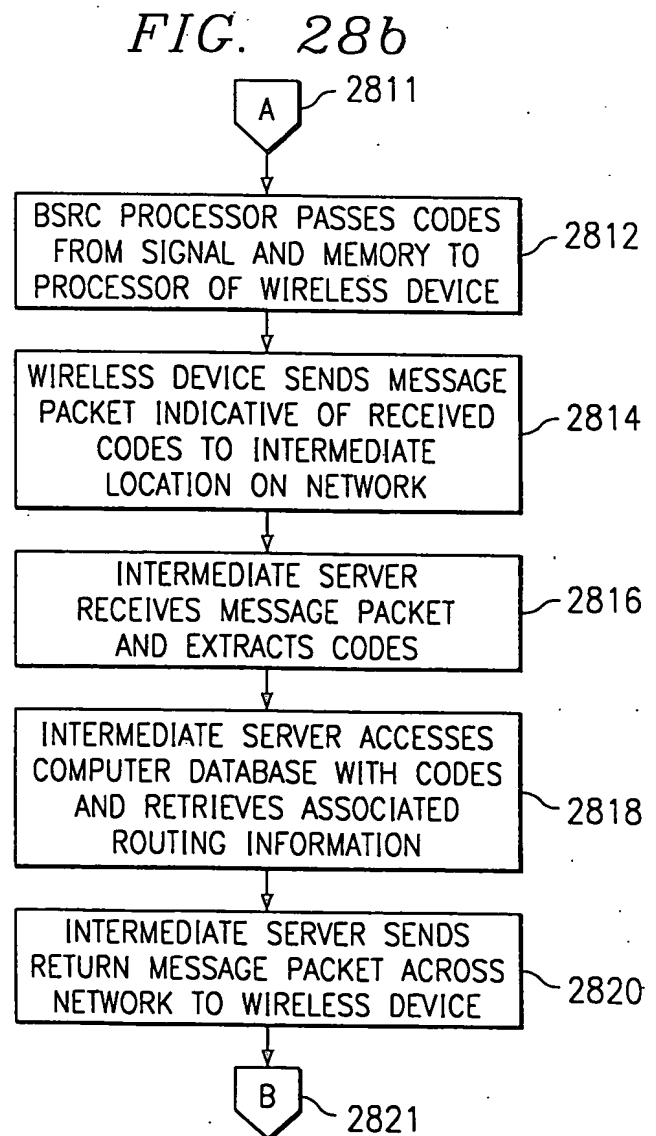 FIG. 28b
A
2811
BSRC PROCESSOR PASSES CODES
FROM SIGNAL AND MEMORY TO
PROCESSOR OF WIRELESS DEVICE
2812
WIRELESS DEVICE SENDS MESSAGE
PACKET INDICATIVE OF RECEIVED
CODES TO INTERMEDIATE
LOCATION ON NETWORK
2814
INTERMEDIATE SERVER
RECEIVES MESSAGE PACKET
AND EXTRACTS CODES
2816
INTERMEDIATE SERVER ACCESSES
COMPUTER DATABASE WITH CODES
AND RETRIEVES ASSOCIATED
ROUTING INFORMATION
2818
INTERMEDIATE SERVER SENDS
RETURN MESSAGE PACKET ACROSS
NETWORK TO WIRELESS DEVICE
2820
B
2821